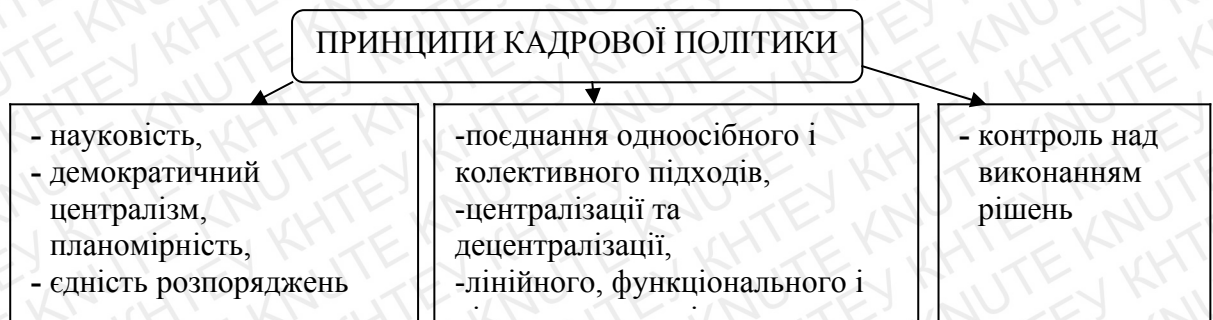 ПРИНЦИПИ КАДРОВОЇ ПОЛІТИКИ
- науковість,
- демократичний
централізм,
планомірність,
- єдність розпоряджень
-поєднання одноосібного і
колективного підходів,
-централізації та
децентралізації,
-лінійного, функціонального і
- контроль над
виконанням
рішень